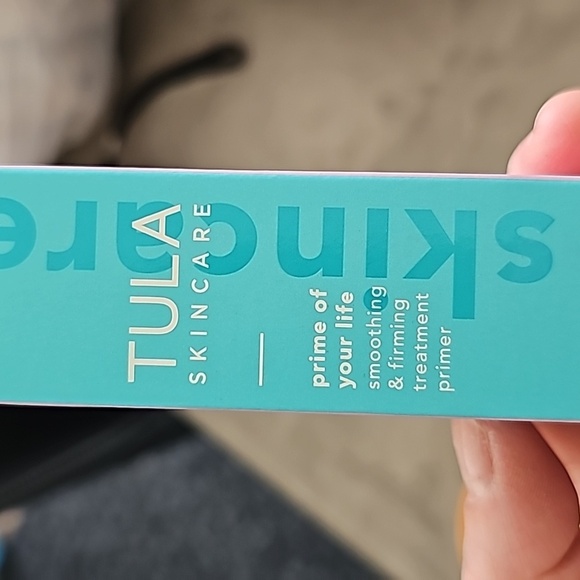 TULA
SKINCARE
prime of
your life
smoothing
& firming
treatment
primer
skincare